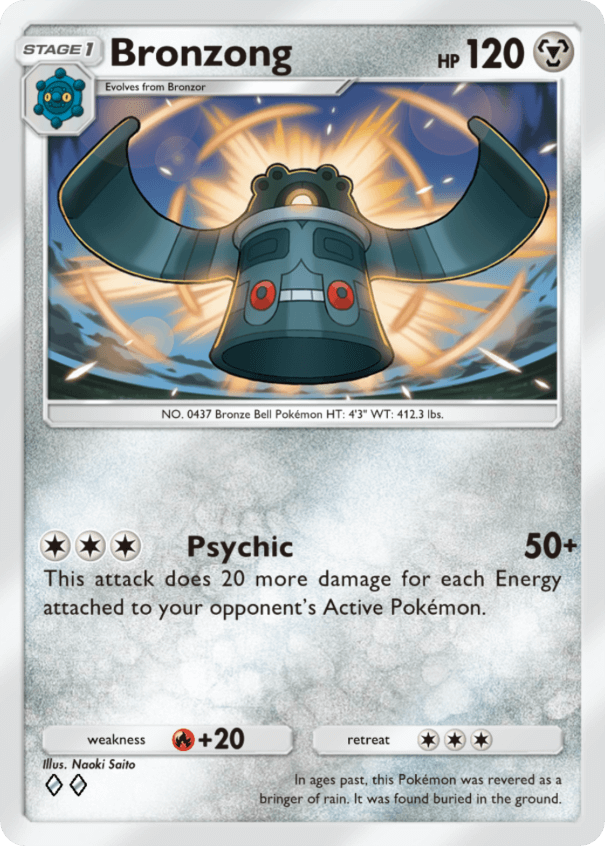 STAGE 1 Bronzong HP 120
Evolves from Bronzor
NO. 0437 Bronze Bell Pokémon HT: 4'3" WT: 412.3 lbs.
Psychic 50+
This attack does 20 more damage for each Energy
attached to your opponent's Active Pokémon.
weakness +20 retreat
Illus. Naoki Saito
In ages past, this Pokémon was revered as a
bringer of rain. It was found buried in the ground.